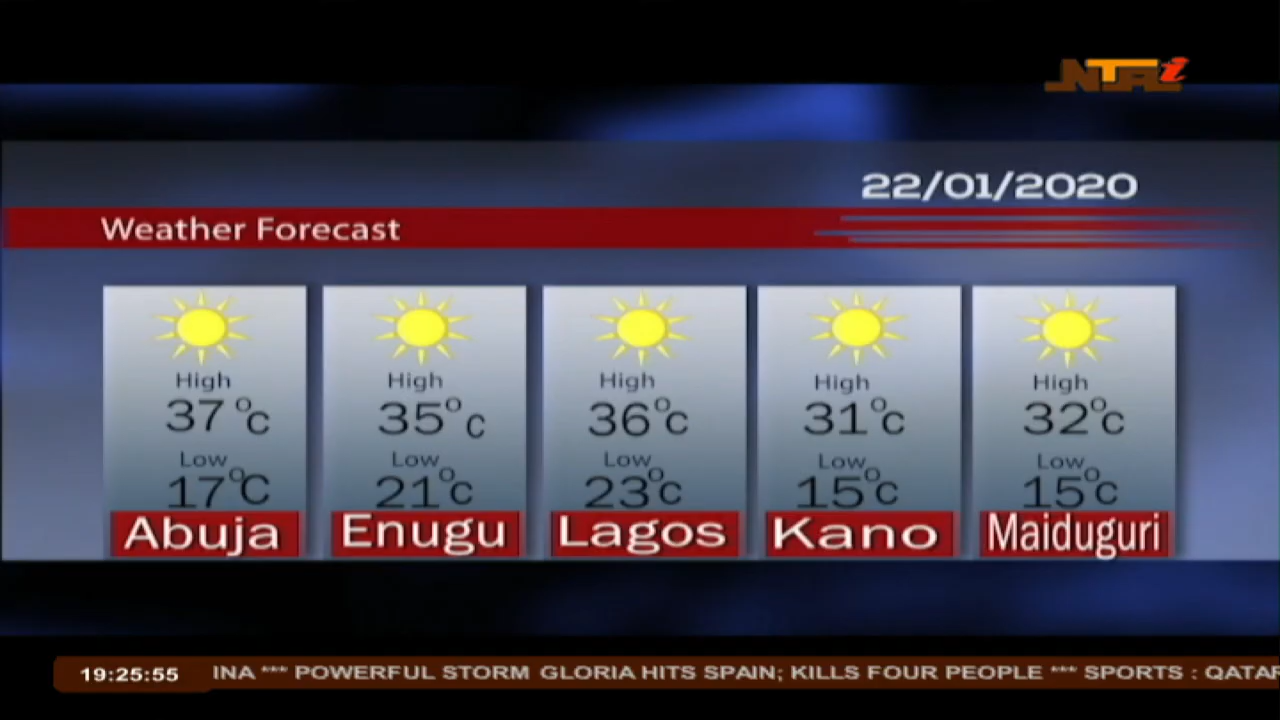 NTAi
22/01/2020
Weather Forecast
High High High High High
37°c 35°c 36°c 31°c 32°c
Low Low Low Low Low
17°C 21°c 23°c 15°c 15°c
Abuja Enugu Lagos Kano Maiduguri
19:25:55 INA *** POWERFUL STORM GLORIA HITS SPAIN; KILLS FOUR PEOPLE *** SPORTS : QATAR